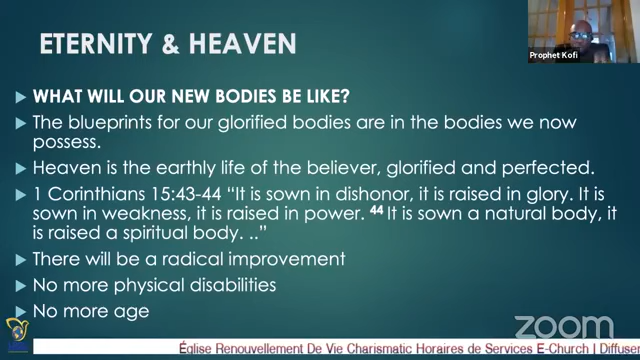 ETERNITY & HEAVEN
Prophet Kofi
WHAT WILL OUR NEW BODIES BE LIKE?
The blueprints for our glorified bodies are in the bodies we now
possess.
Heaven is the earthly life of the believer, glorified and perfected.
1 Corinthians 15:43-44 “It is sown in dishonor, it is raised in glory. It is
sown in weakness, it is raised in power. 44 It is sown a natural body, it
is raised a spiritual body. ..”
There will be a radical improvement
No more physical disabilities
No more age
zoom
Église Renouvellement De Vie Charismatic Horaires de Services E-Church I Diffuser